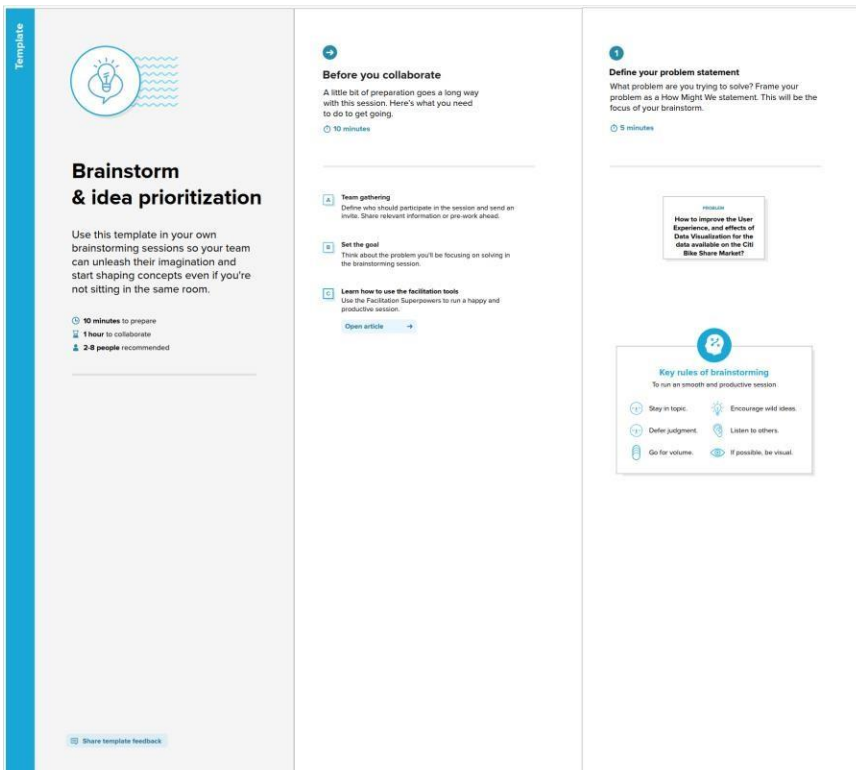 Template
Brainstorm
& idea prioritization
Use this template in your own
brainstorming sessions so your team
can unleash their imagination and
start shaping concepts even if you're
not sitting in the same room.
10 minutes to prepare
1 hour to collaborate
2-8 people recommended
Share template feedback
Before you collaborate
A little bit of preparation goes a long way
with this session. Here's what you need
to do to get going.
10 minutes
A
Team gathering
Define who should participate in the session and send an
invite. Share relevant information or pre-work ahead.
B
Set the goal
Think about the problem you'll be focusing on solving in
the brainstorming session.
C
Learn how to use the facilitation tools
Use the Facilitation Superpowers to run a happy and
productive session.
Open article
1
Define your problem statement
What problem are you trying to solve? Frame your
problem as a How Might We statement. This will be the
focus of your brainstorm.
5 minutes
PROBLEM
How to improve the User
Experience, and effects of
Data Visualization for the
data available on the Citi
Bike Share Market?
Key rules of brainstorming
To run an smooth and productive session
Stay in topic.
Encourage wild ideas.
Defer judgment.
Listen to others.
Go for volume.
If possible, be visual.